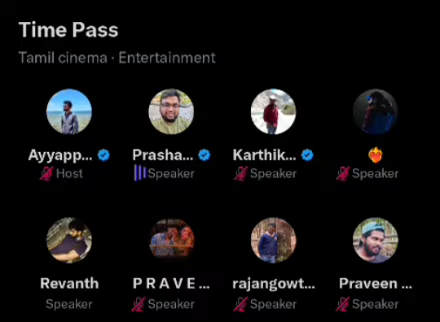 Time Pass
Tamil cinema · Entertainment
Ayyapp... Prasha... Karthik... ❤️‍🔥
Host Speaker Speaker Speaker
Revanth P R A V E ... rajangowt... Praveen ...
Speaker Speaker Speaker Speaker